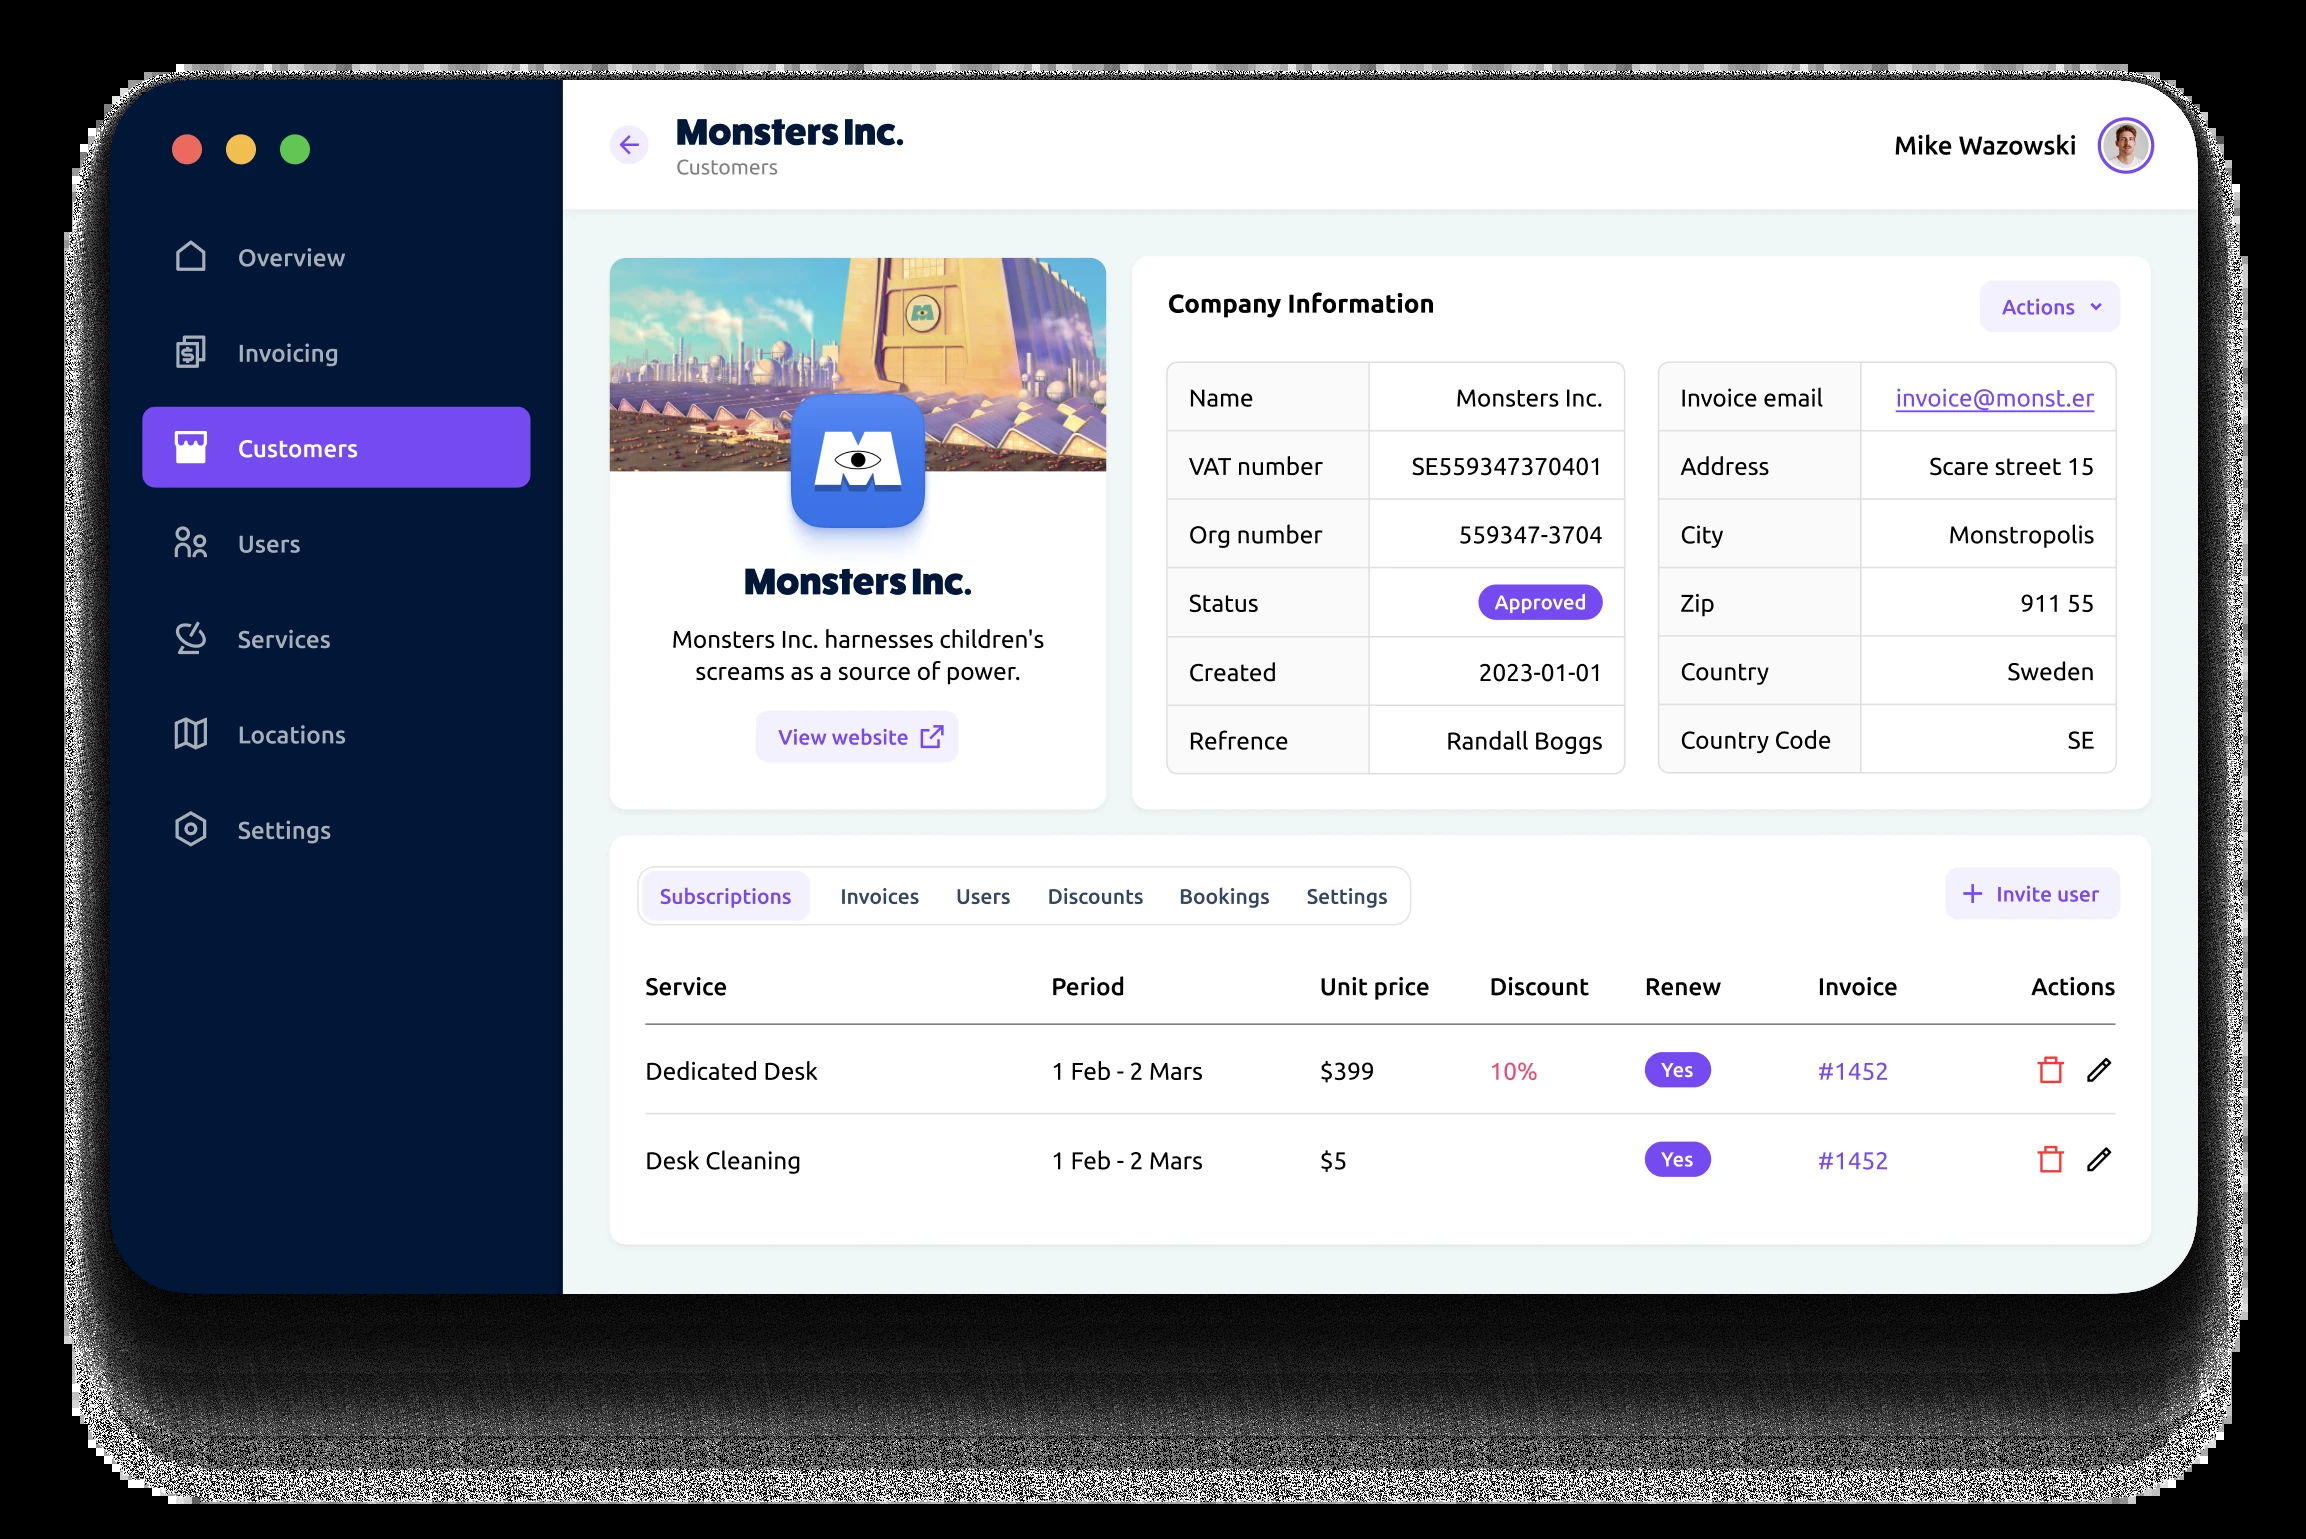 Monsters Inc.
Customers
Mike Wazowski
Overview
Invoicing
Customers
Users
Services
Locations
Settings
Monsters Inc.
Monsters Inc. harnesses children's
screams as a source of power.
View website
Company Information
Actions
Name Monsters Inc.
VAT number SE559347370401
Org number 559347-3704
Status Approved
Created 2023-01-01
Refrence Randall Boggs
Invoice email invoice@monst.er
Address Scare street 15
City Monstropolis
Zip 911 55
Country Sweden
Country Code SE
Subscriptions Invoices Users Discounts Bookings Settings
+ Invite user
Service Period Unit price Discount Renew Invoice Actions
Dedicated Desk 1 Feb - 2 Mars $399 10% Yes #1452
Desk Cleaning 1 Feb - 2 Mars $5 Yes #1452